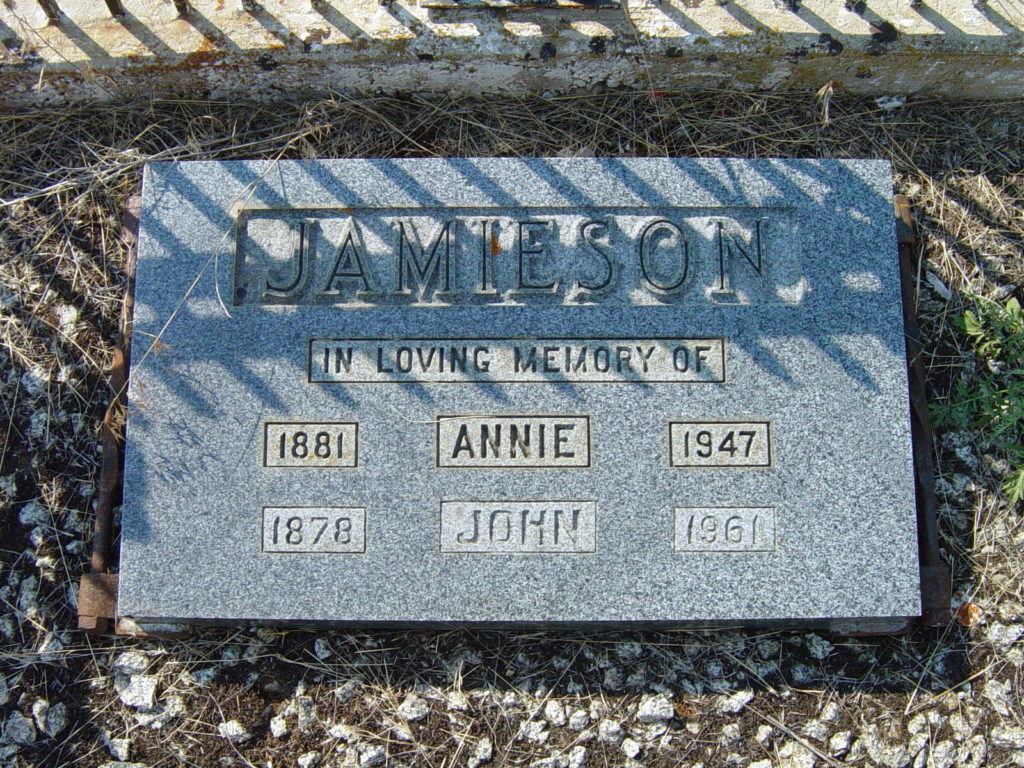 JAMIESON
IN LOVING MEMORY OF
1881 ANNIE 1947
1878 JOHN 1961